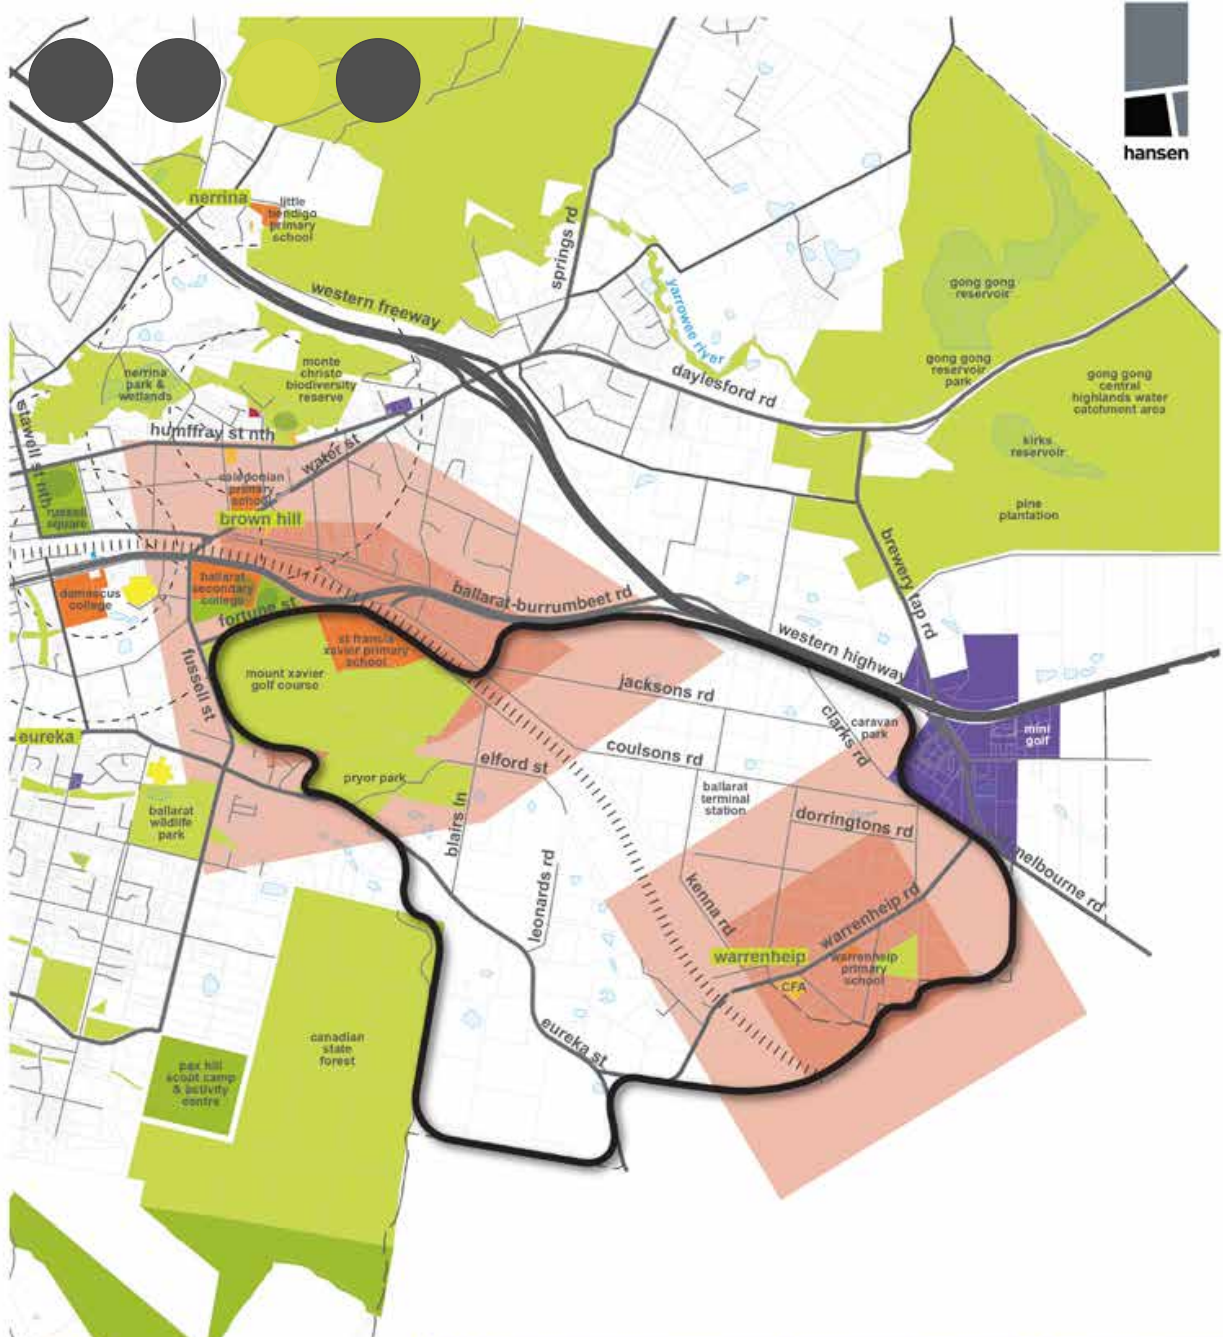 hansen
nerrina
little
bendigo
primary
school
springs rd
western freeway
yarrowee river
gong gong
reservoir
nerrina
park &
wetlands
monte
christo
biodiversity
reserve
daylesford rd
gong gong
reservoir
park
gong gong
central
highlands water
catchment area
stawell st nth
humffray st nth
water st
kirks
reservoir
caledonian
primary
school
russell
square
brown hill
pine
plantation
brewery tap rd
damascus
college
ballarat
secondary
college
fortune st
ballarat-burrumbeet rd
st francis
xavier primary
school
western highway
mount xavier
golf course
fussell st
jacksons rd
clarks rd
caravan
park
eureka
mini
golf
coulsons rd
elford st
pryor park
ballarat
terminal
station
ballarat
wildlife
park
blairs ln
dorringtons rd
melbourne rd
leonards rd
kenna rd
warrenheip rd
warrenheip
warrenheip
primary
school
CFA
eureka st
canadian
state
forest
pax hill
scout camp
& activity
centre